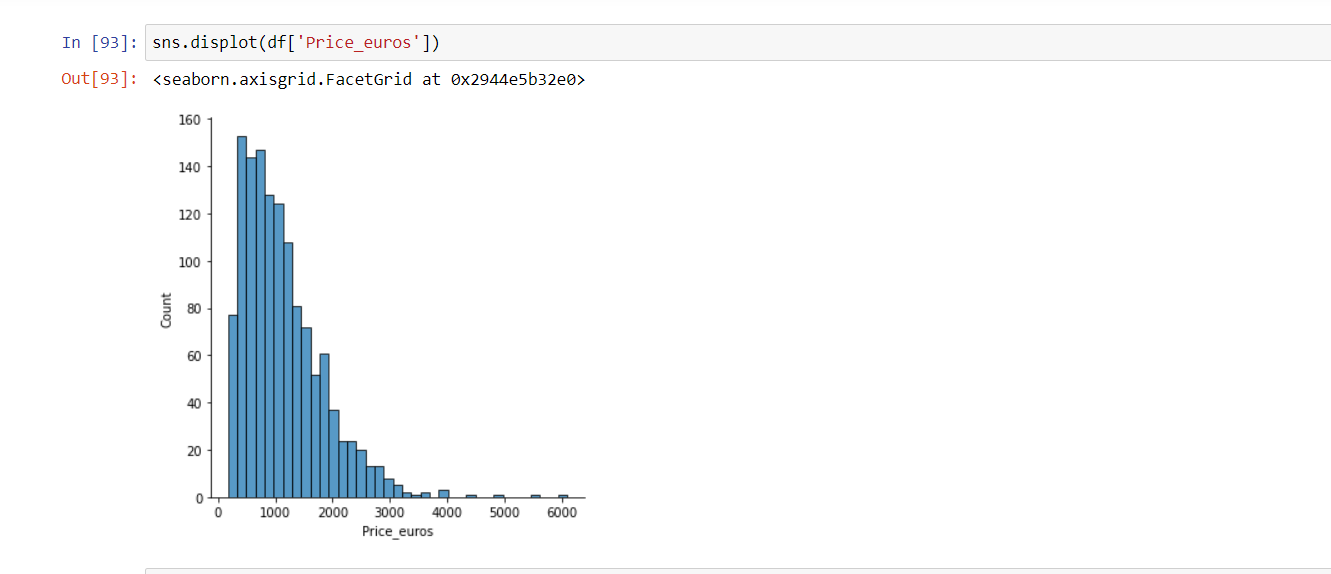 In [93]: sns.displot(df['Price_euros'])
Out[93]: <seaborn.axisgrid.FacetGrid at 0x2944e5b32e0>
160
140
120
100
80
60
40
20
0
Count
0 1000 2000 3000 4000 5000 6000
Price_euros